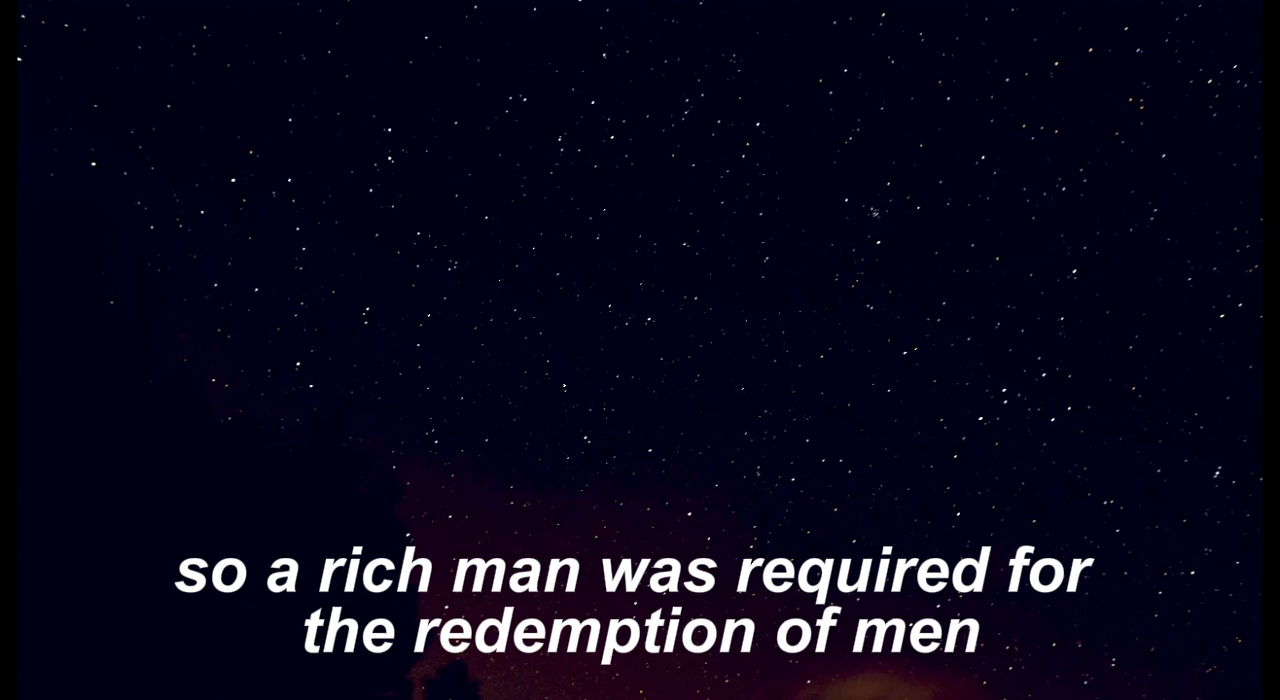 so a rich man was required for
the redemption of men